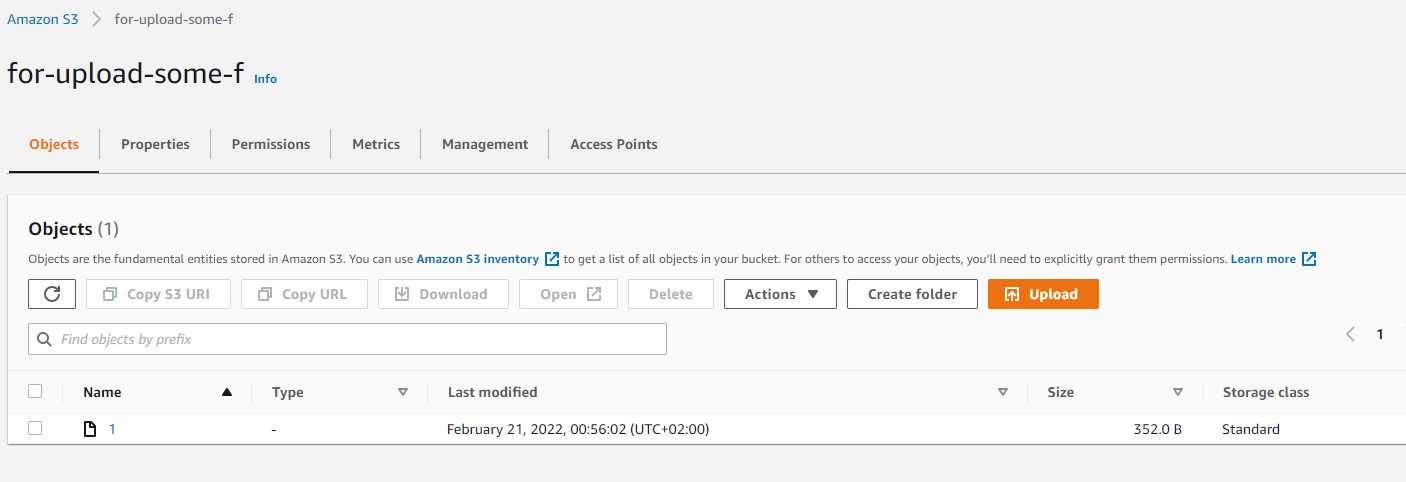 Amazon S3 > for-upload-some-f
for-upload-some-f Info
Objects Properties Permissions Metrics Management Access Points
Objects (1)
Objects are the fundamental entities stored in Amazon S3. You can use Amazon S3 inventory to get a list of all objects in your bucket. For others to access your objects, you'll need to explicitly grant them permissions. Learn more
Copy S3 URI Copy URL Download Open Delete Actions Create folder Upload
Find objects by prefix < 1
Name Type Last modified Size Storage class
1 - February 21, 2022, 00:56:02 (UTC+02:00) 352.0 B Standard